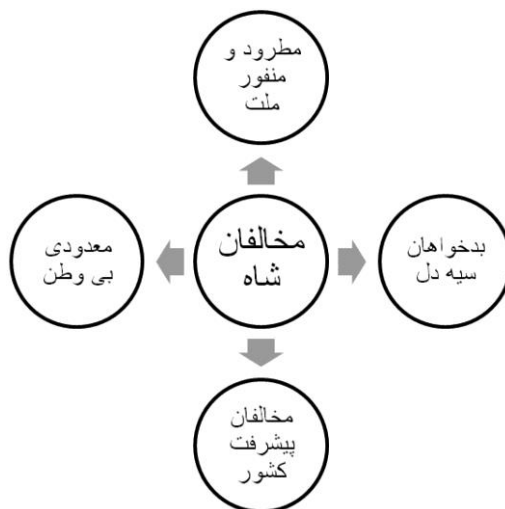 مطرود و
منفور
ملت
مخالفان
شاه
بدخواهان
سیه دل
معدودی
بی وطن
مخالفان
پیشرفت
کشور